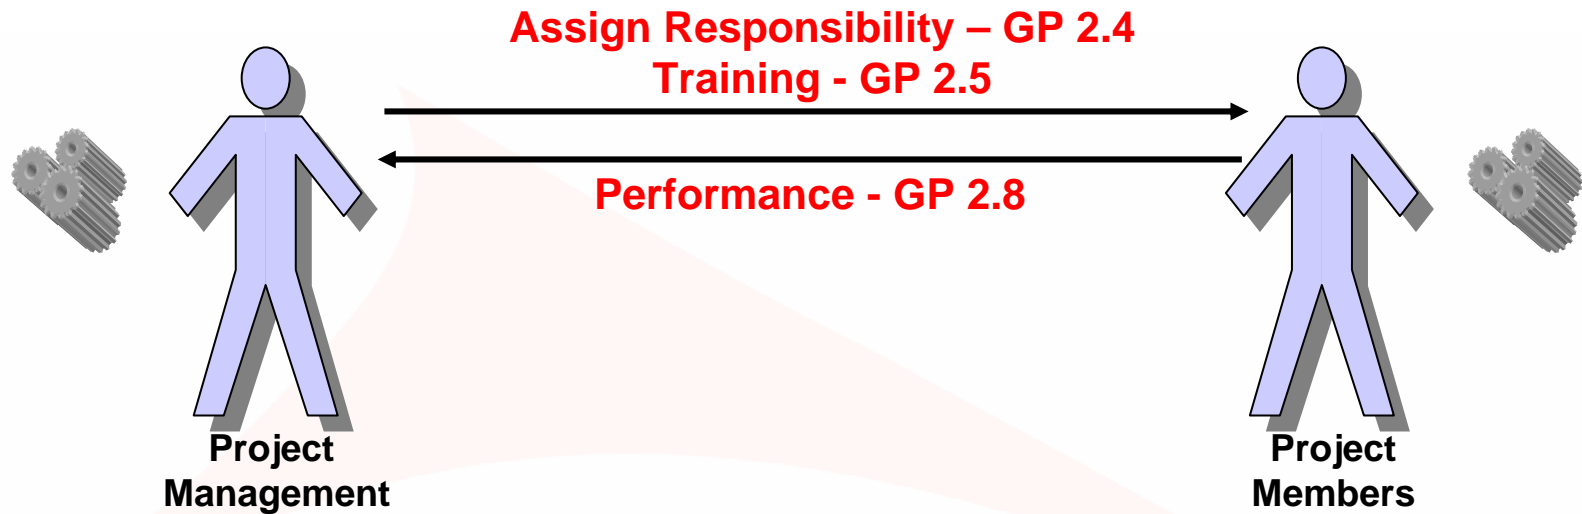 Assign Responsibility – GP 2.4
Training - GP 2.5
Performance - GP 2.8
Project
Management
Project
Members